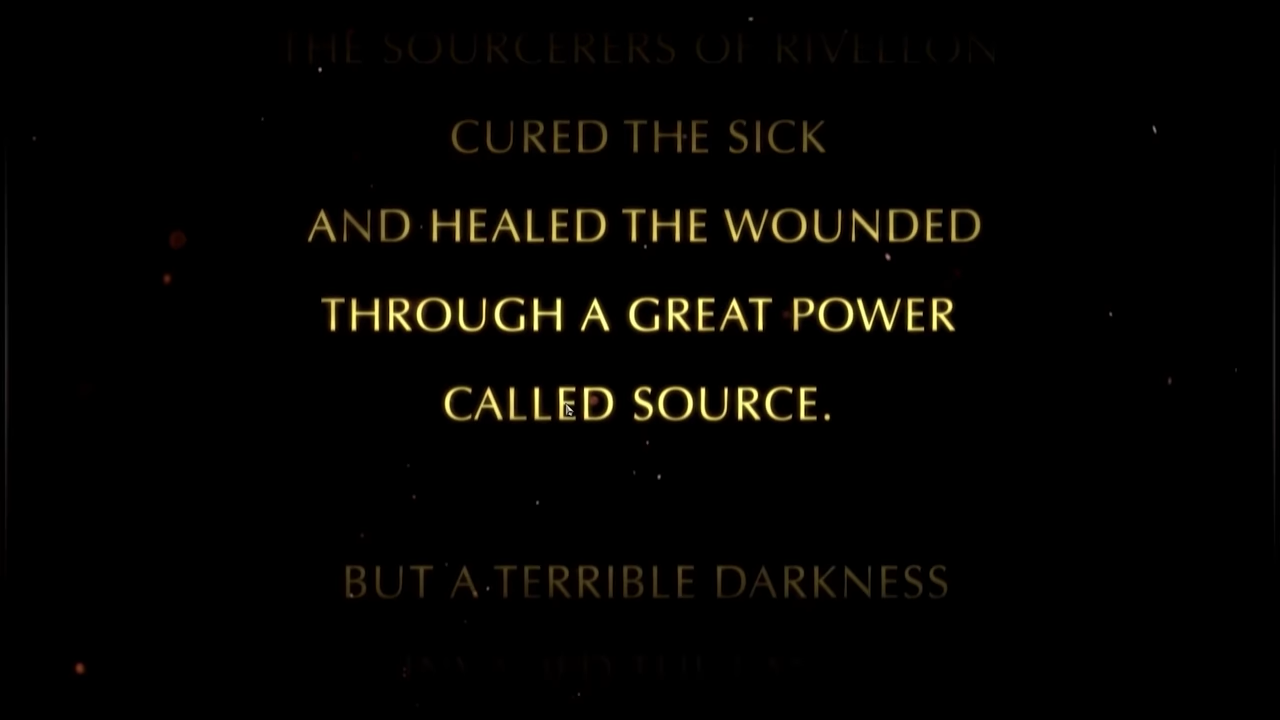 THE SOURCERERS OF RIVELLON
CURED THE SICK
AND HEALED THE WOUNDED
THROUGH A GREAT POWER
CALLED SOURCE.
BUT A TERRIBLE DARKNESS